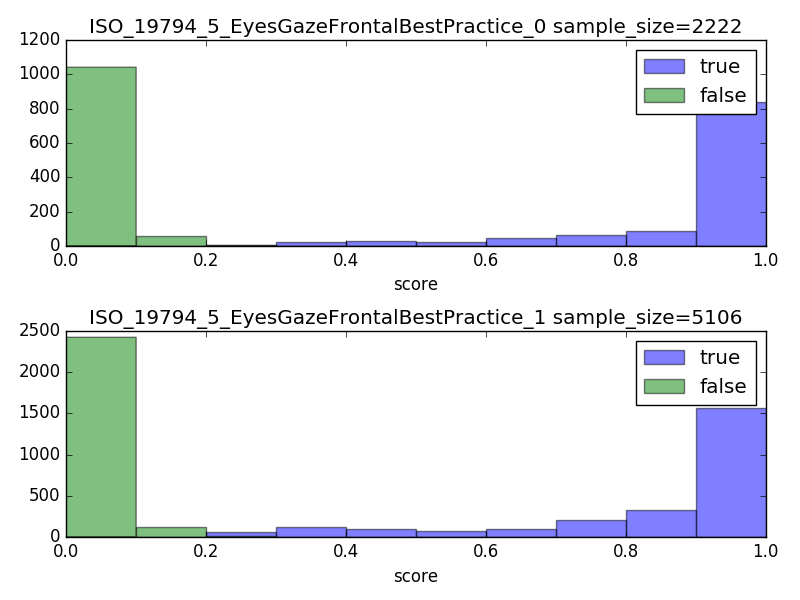 ISO_19794_5_EyesGazeFrontalBestPractice_0 sample_size=2222
1200
1000
800
600
400
200
0
true
false
0.0 0.2 0.4 0.6 0.8 1.0
score
ISO_19794_5_EyesGazeFrontalBestPractice_1 sample_size=5106
2500
2000
1500
1000
500
0
true
false
0.0 0.2 0.4 0.6 0.8 1.0
score